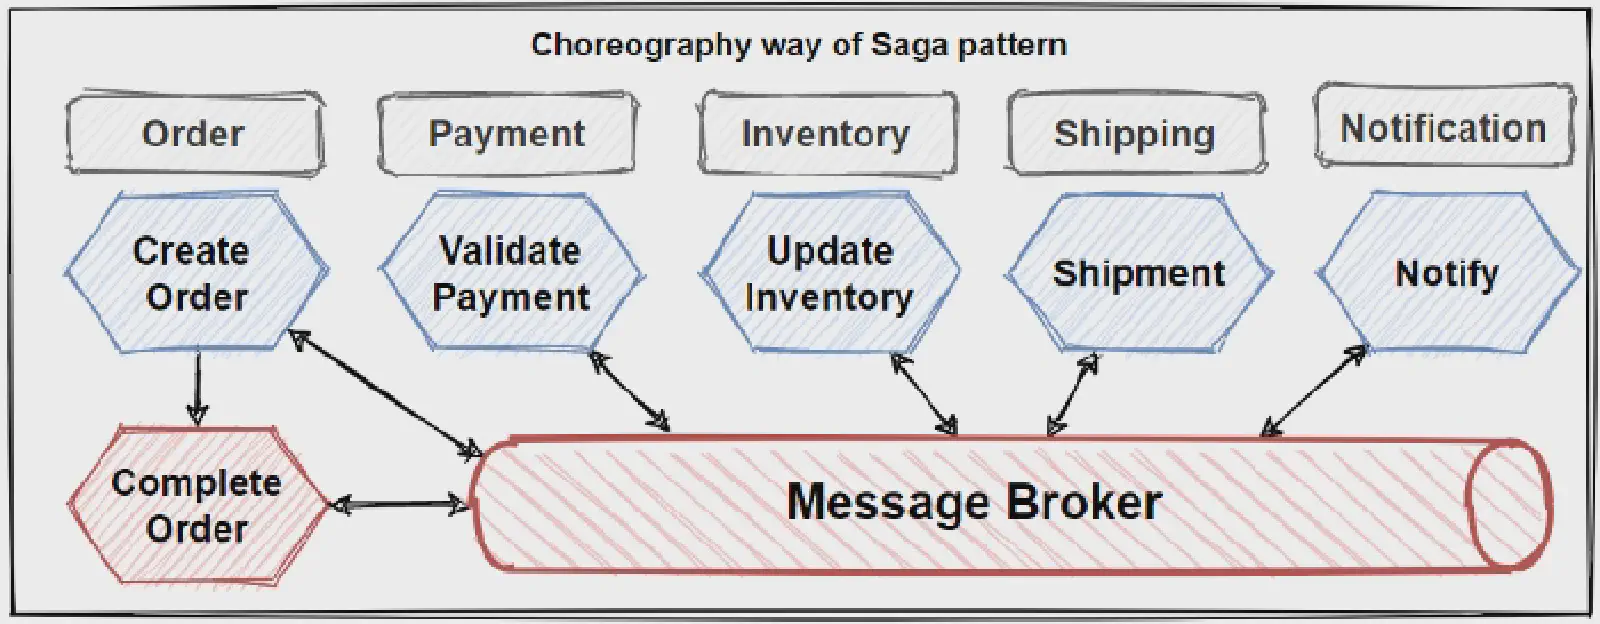 Choreography way of Saga pattern
Order
Payment
Inventory
Shipping
Notification
Create
Order
Validate
Payment
Update
Inventory
Shipment
Notify
Complete
Order
Message Broker